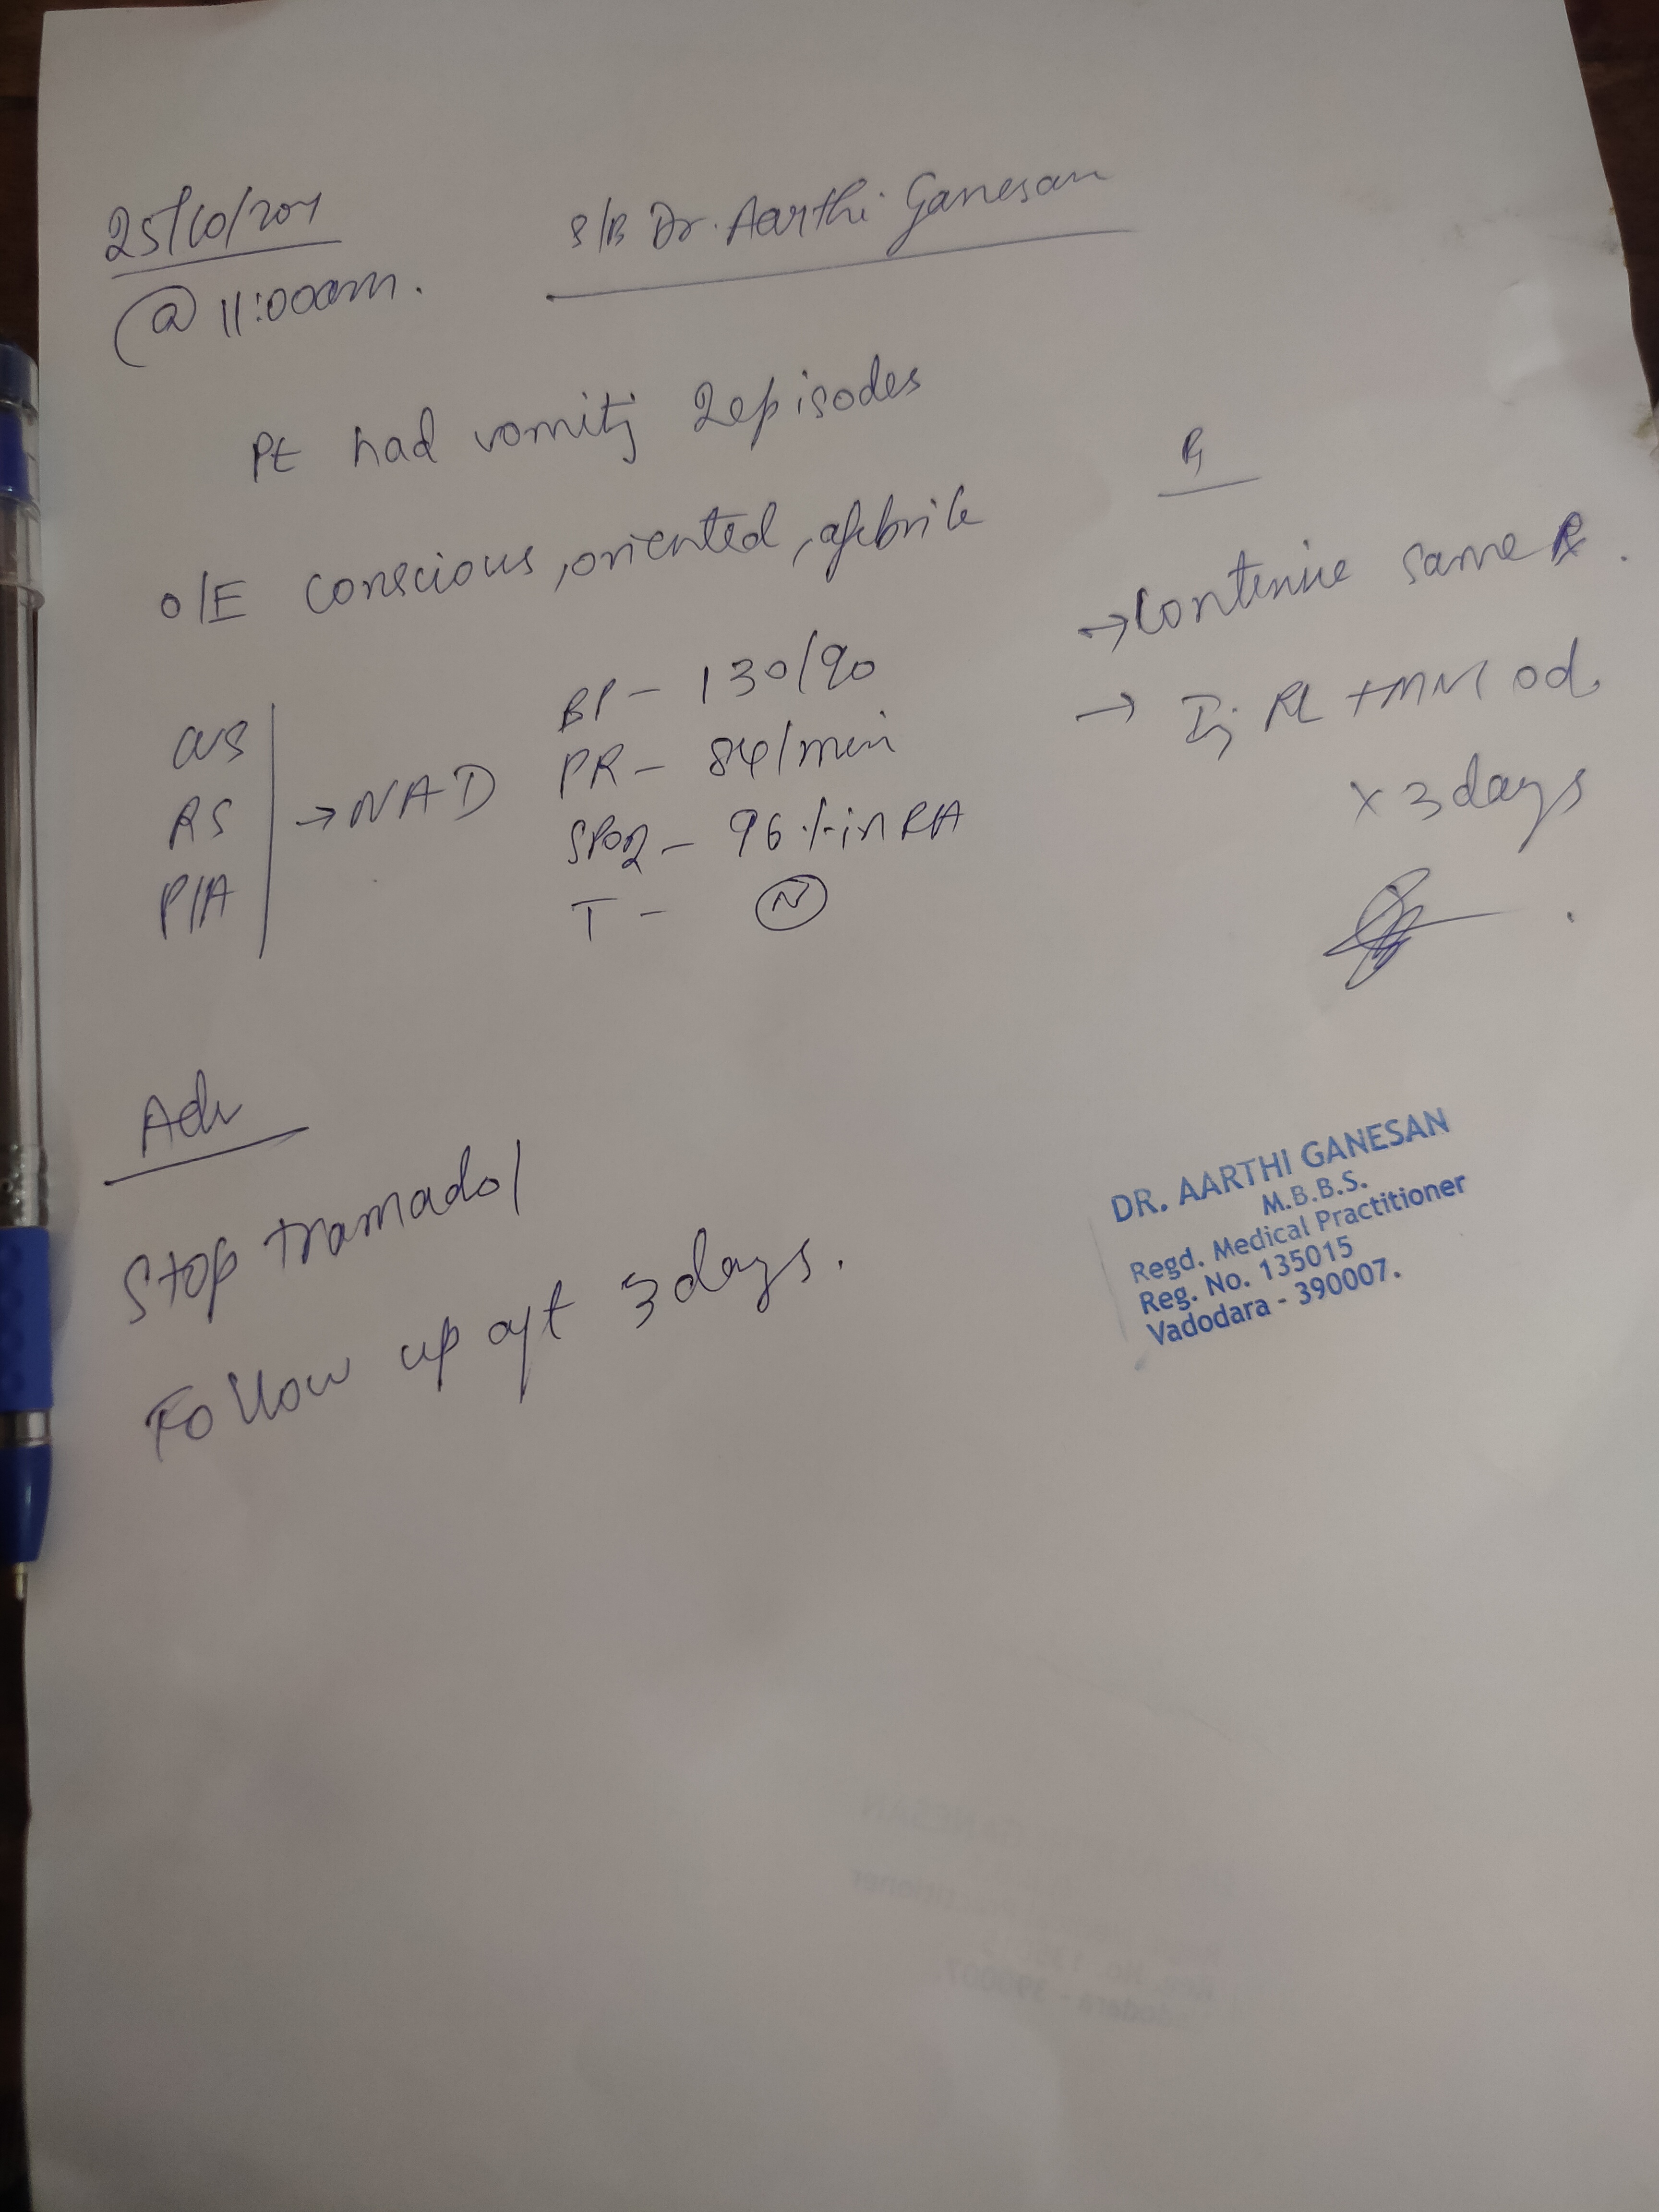 25/10/2021
@ 11:00am.
S/B Dr. Aarthi Ganesan
Pt had vomiting 2 episodes
O/E conscious, oriented, afebrile
CVS
RS
P/A
→ NAD
BP - 130/90
PR - 84/min
SPO2 - 96% in RA
T - (N)
Rx
→ Continue same Rx.
→ Inj RL + MVI od.
x 3 days
Adv
Stop tramadol
Follow up aft 3 days.
DR. AARTHI GANESAN
M.B.B.S.
Regd. Medical Practitioner
Reg. No. 135015
Vadodara - 390007.